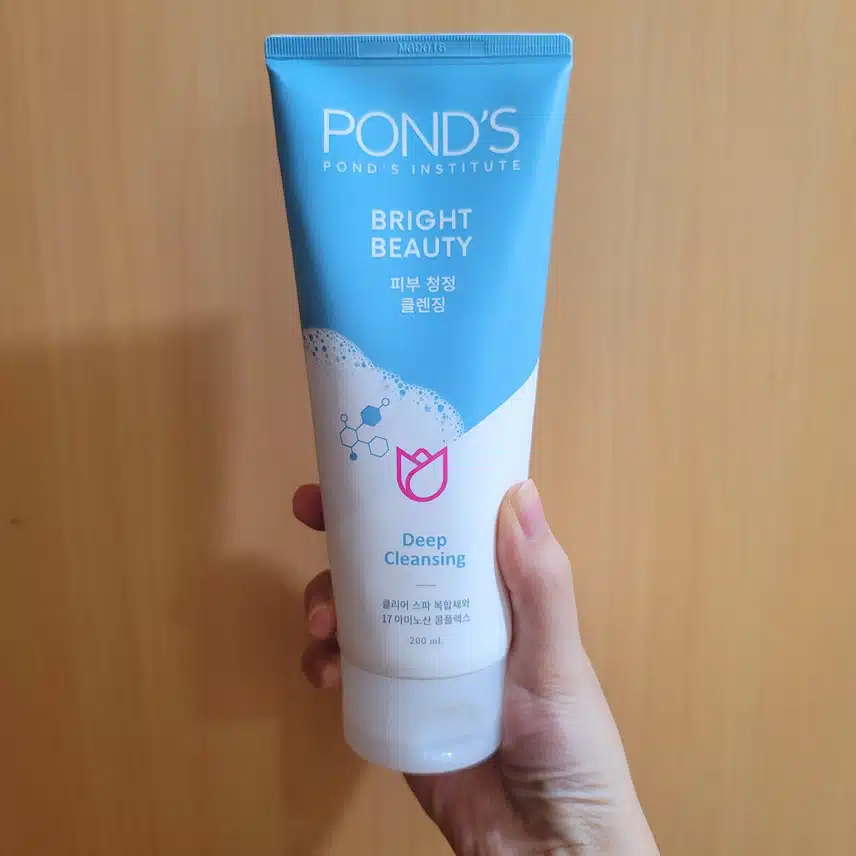 POND'S
POND'S INSTITUTE
BRIGHT
BEAUTY
피부 청정
클렌징
Deep
Cleansing
클리어 스파 복합체와
17 아미노산 콤플렉스
200 ml